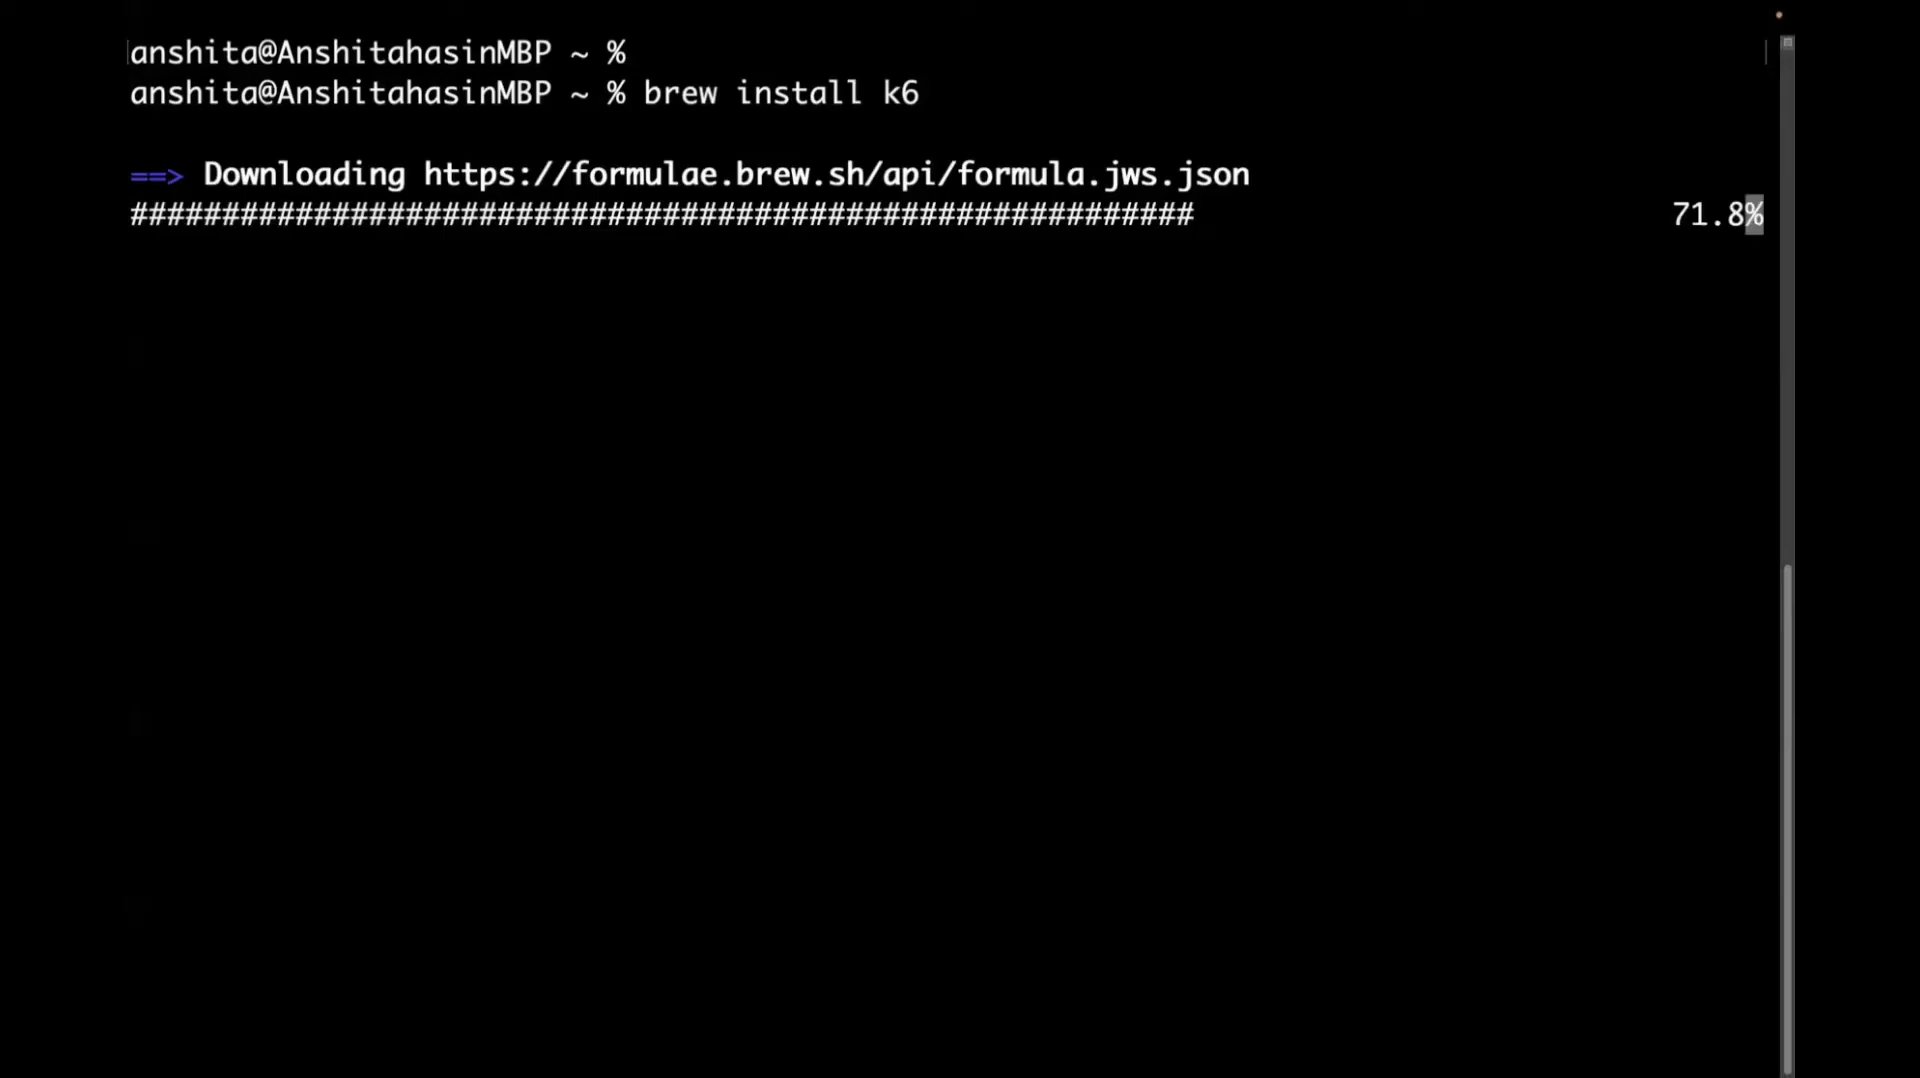 anshita@AnshitahasinMBP ~ %
anshita@AnshitahasinMBP ~ % brew install k6
==> Downloading https://formulae.brew.sh/api/formula.jws.json
########################################################## 71.8%